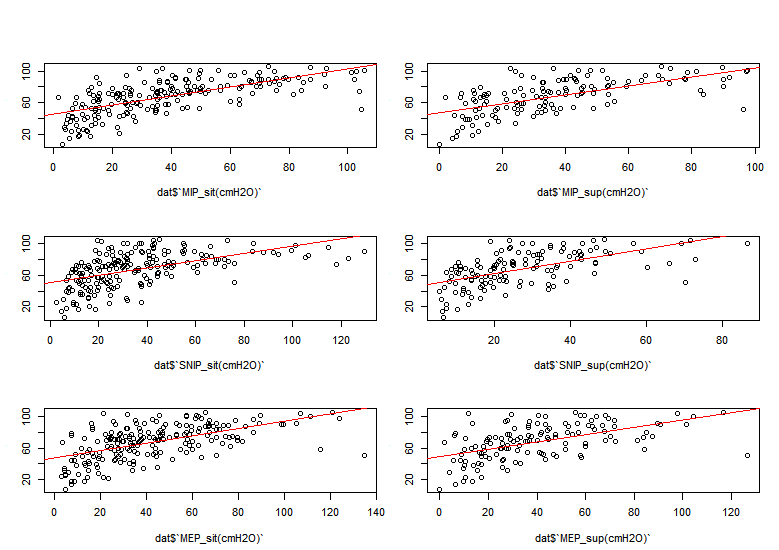 20 60 100
0 20 40 60 80 100
dat$`MIP_sit(cmH2O)`
20 60 100
0 20 40 60 80 100
dat$`MIP_sup(cmH2O)`
20 60 100
0 20 40 60 80 100 120
dat$`SNIP_sit(cmH2O)`
20 60 100
20 40 60 80
dat$`SNIP_sup(cmH2O)`
20 60 100
0 20 40 60 80 100 120 140
dat$`MEP_sit(cmH2O)`
20 60 100
0 20 40 60 80 100 120
dat$`MEP_sup(cmH2O)`